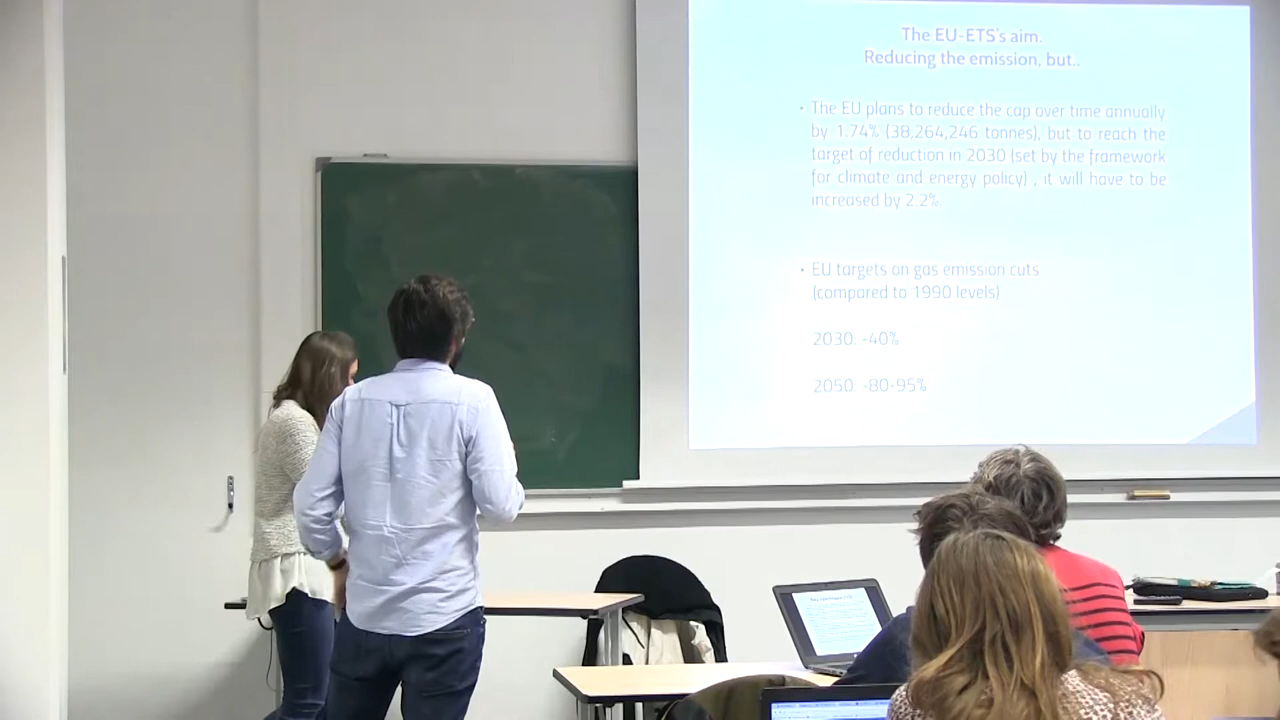 The EU-ETS's aim.
Reducing the emission, but..
• The EU plans to reduce the cap over time annually
by 1.74% (38,264,246 tonnes), but to reach the
target of reduction in 2030 (set by the framework
for climate and energy policy) , it will have to be
increased by 2.2%.
• EU targets on gas emission cuts
(compared to 1990 levels)
2030: -40%
2050: -80-95%